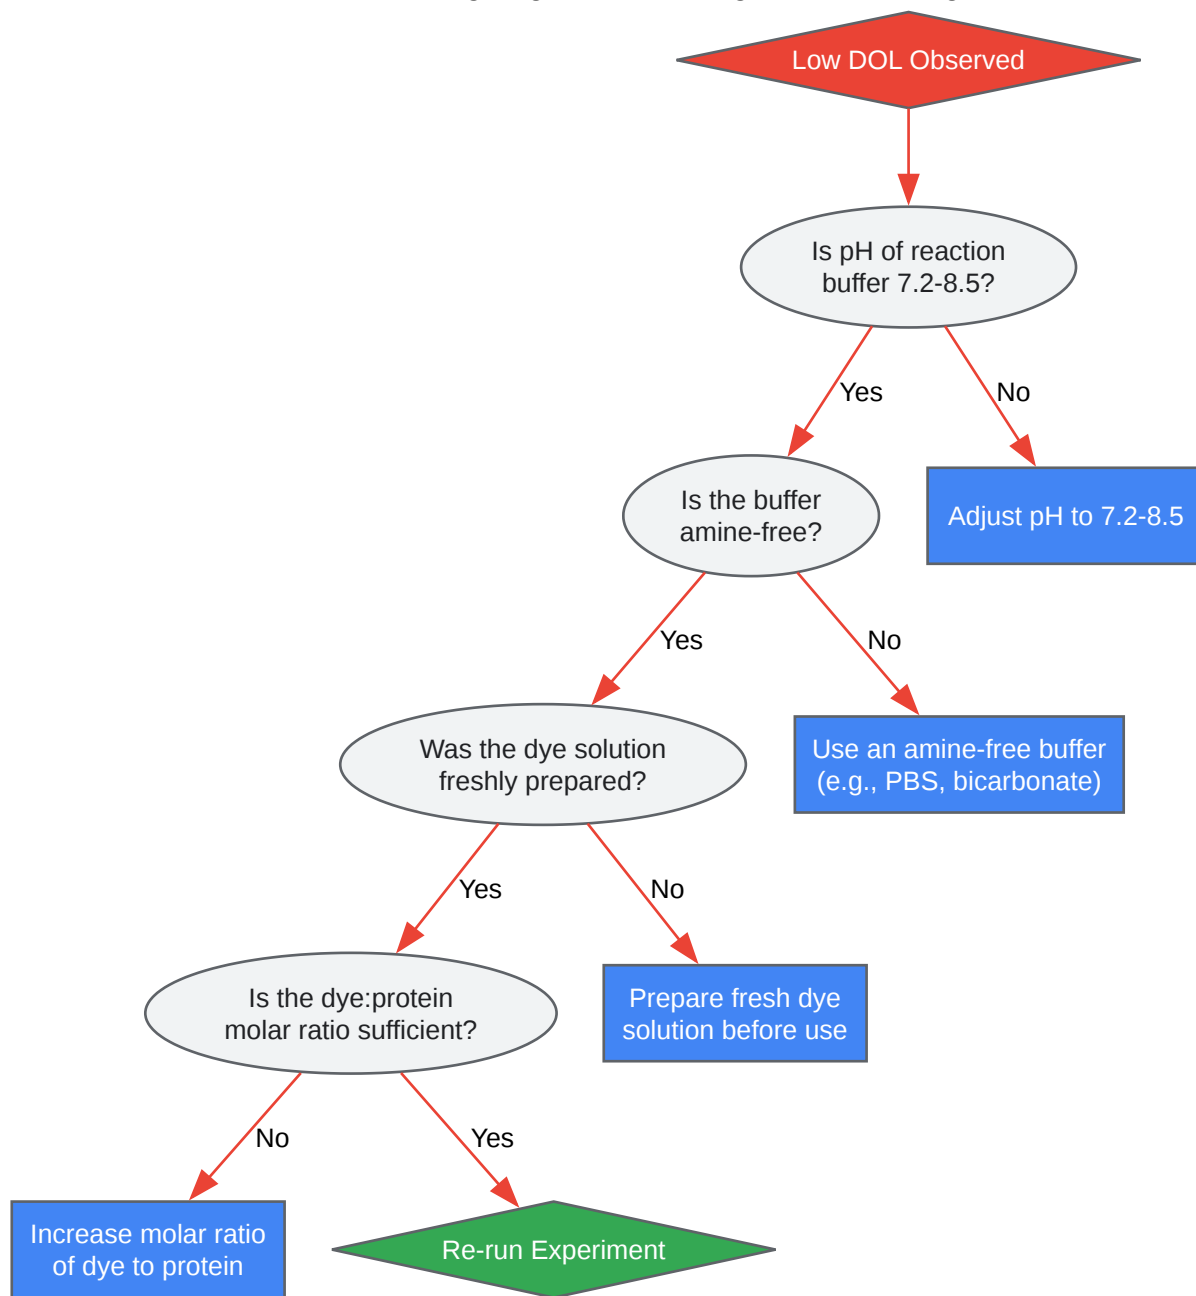 Low DOL Observed
Is pH of reaction
buffer 7.2-8.5?
Yes
No
Is the buffer
amine-free?
Adjust pH to 7.2-8.5
Yes
No
Was the dye solution
freshly prepared?
Use an amine-free buffer
(e.g., PBS, bicarbonate)
Yes
No
Is the dye:protein
molar ratio sufficient?
Prepare fresh dye
solution before use
No
Yes
Increase molar ratio
of dye to protein
Re-run Experiment